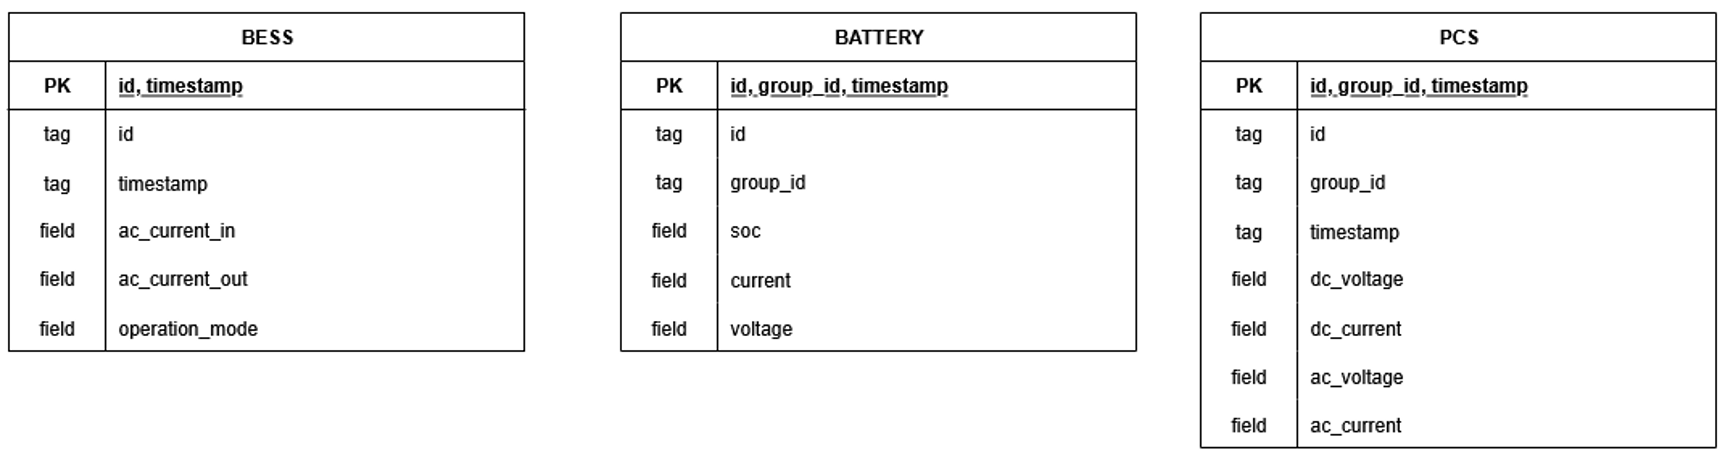 BESS
PK id, timestamp
tag id
tag timestamp
field ac_current_in
field ac_current_out
field operation_mode
BATTERY
PK id, group_id, timestamp
tag id
tag group_id
field soc
field current
field voltage
PCS
PK id, group_id, timestamp
tag id
tag group_id
tag timestamp
field dc_voltage
field dc_current
field ac_voltage
field ac_current